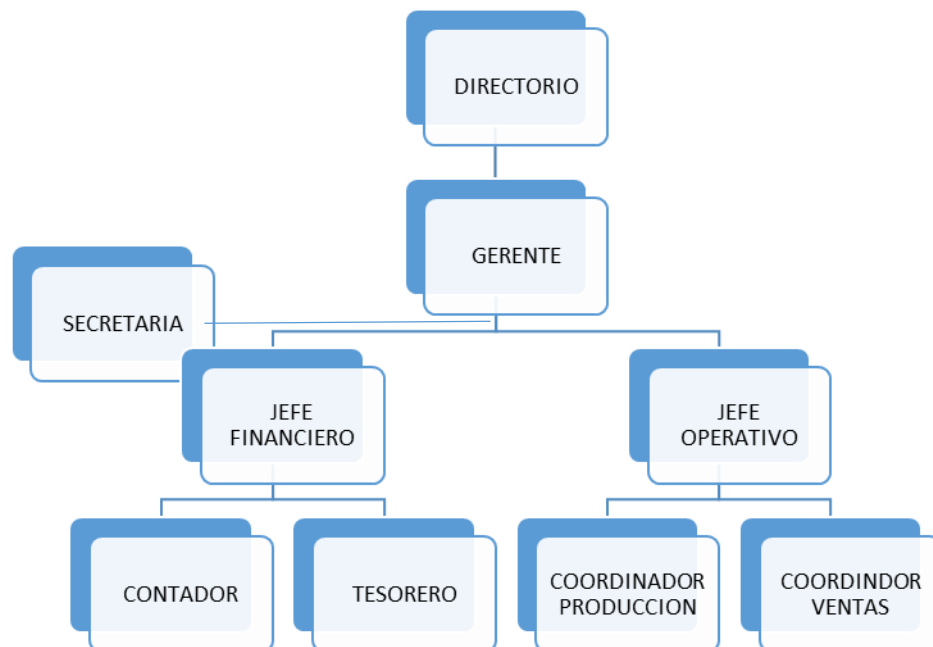 DIRECTORIO
GERENTE
SECRETARIA
JEFE
FINANCIERO
JEFE
OPERATIVO
CONTADOR
TESORERO
COORDINADOR
PRODUCCION
COORDINDOR
VENTAS